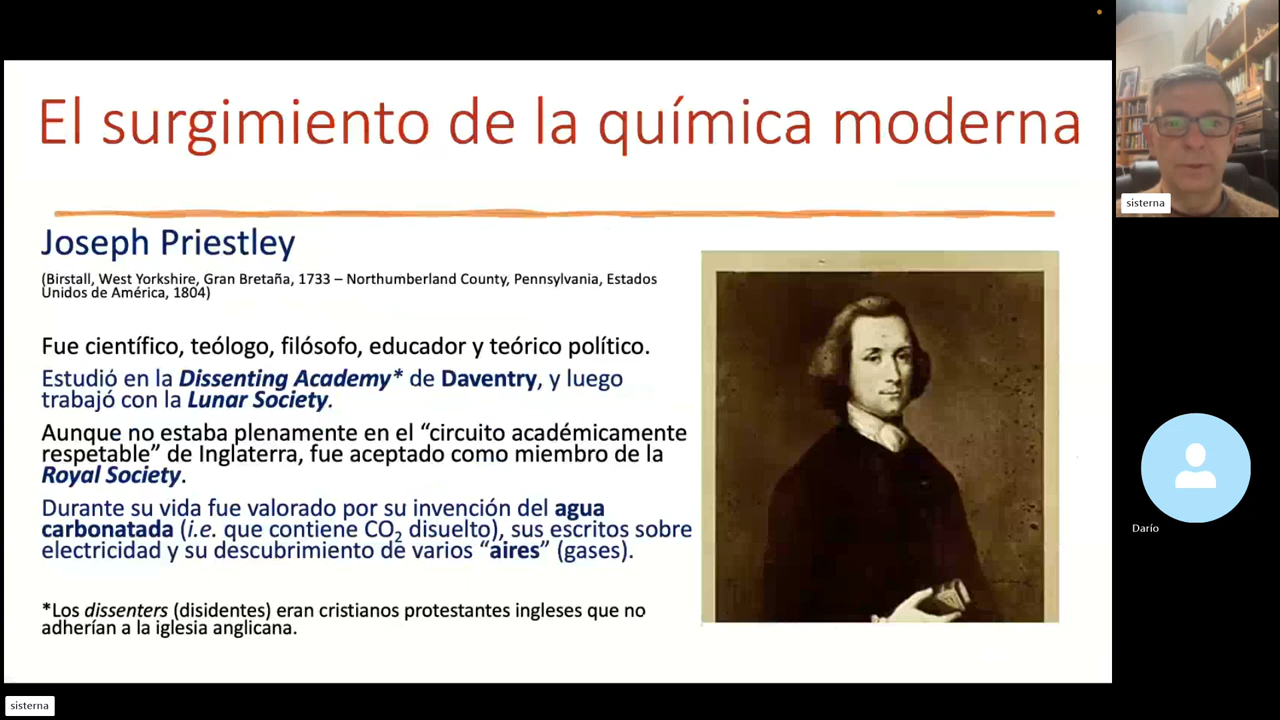 El surgimiento de la química moderna
Joseph Priestley
(Birstall, West Yorkshire, Gran Bretaña, 1733 – Northumberland County, Pennsylvania, Estados
Unidos de América, 1804)
Fue científico, teólogo, filósofo, educador y teórico político.
Estudió en la Dissenting Academy* de Daventry, y luego
trabajó con la Lunar Society.
Aunque no estaba plenamente en el “circuito académicamente
respetable” de Inglaterra, fue aceptado como miembro de la
Royal Society.
Durante su vida fue valorado por su invención del agua
carbonatada (i.e. que contiene CO₂ disuelto), sus escritos sobre
electricidad y su descubrimiento de varios “aires” (gases).
*Los dissenters (disidentes) eran cristianos protestantes ingleses que no
adherían a la iglesia anglicana.
sisterna
Darío
sisterna